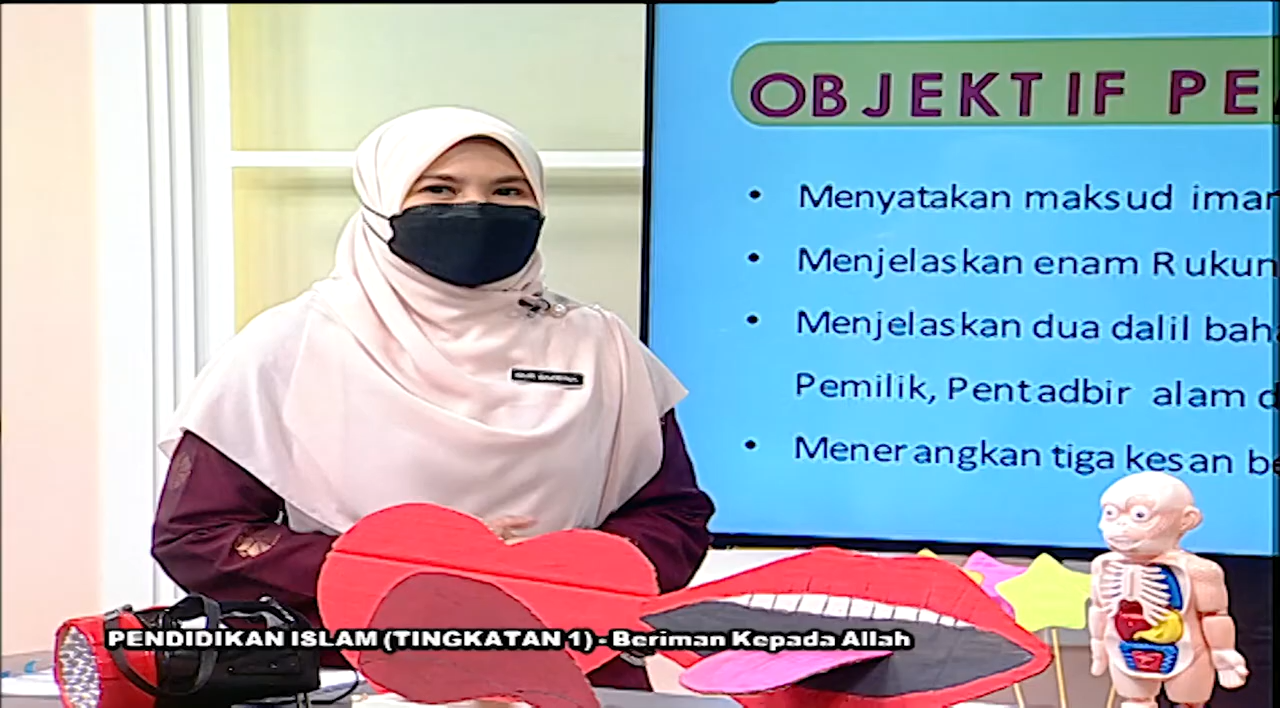 OBJEKTIF PE
• Menyatakan maksud iman
• Menjelaskan enam Rukun
• Menjelaskan dua dalil bah
Pemilik, Pentadbir alam d
• Menerangkan tiga kesan be
PENDIDIKAN ISLAM (TINGKATAN 1) - Beriman Kepada Allah